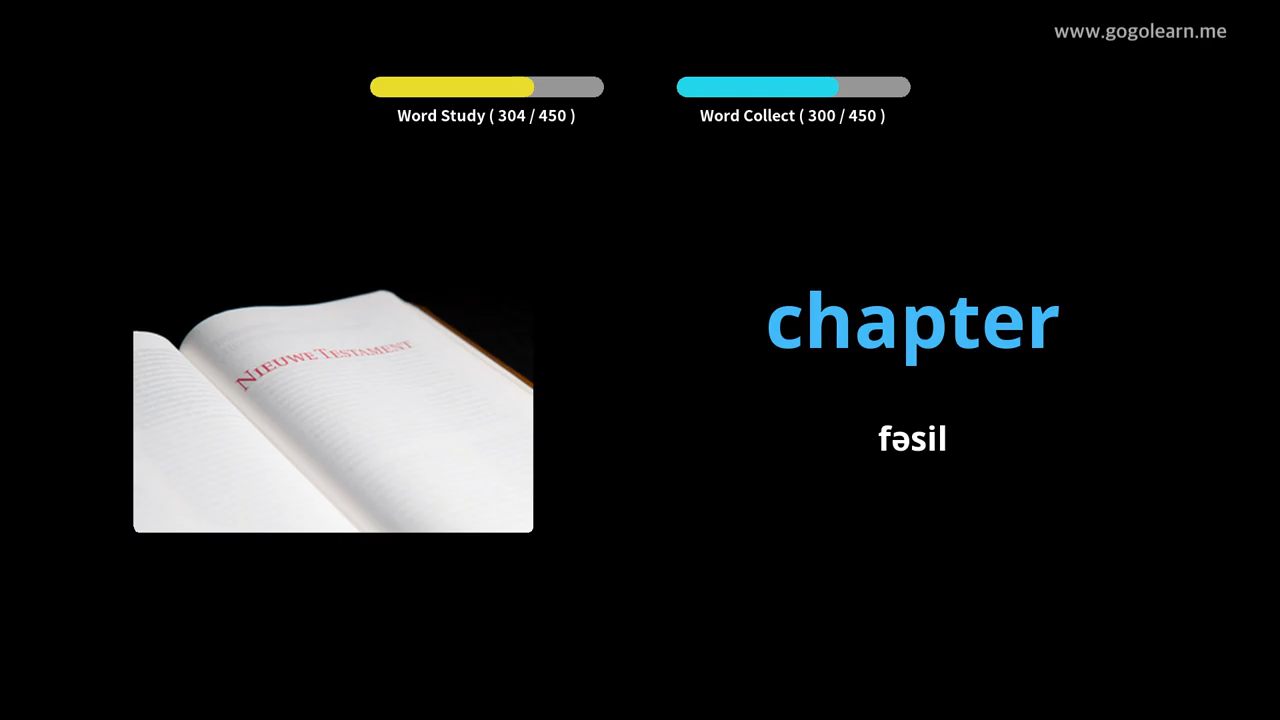 www.gogolearn.me
Word Study ( 304 / 450 )
Word Collect ( 300 / 450 )
NIEUWE TESTAMENT
chapter
fəsil